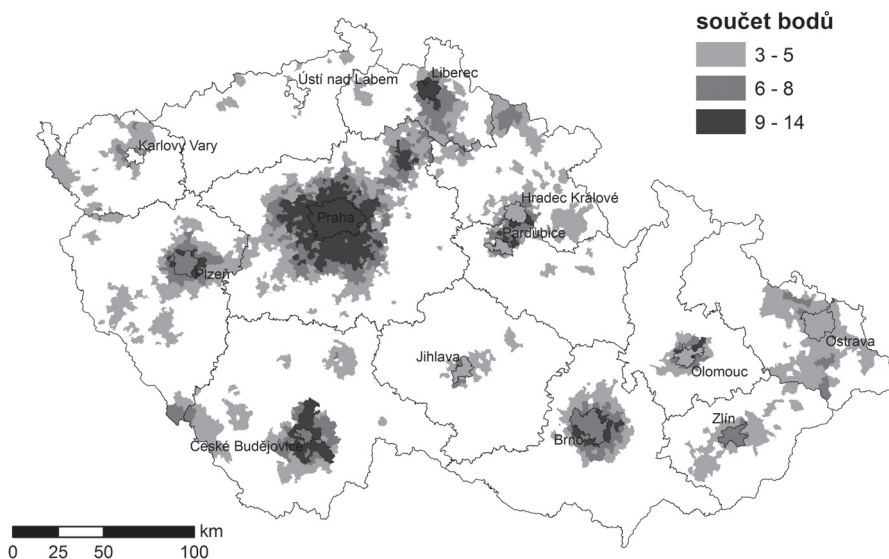 součet bodů
3 - 5
6 - 8
9 - 14
Liberec
Ústí nad Labem
Karlovy Vary
Hradec Králové
Praha
Pardubice
Plzeň
Ostrava
Jihlava
Olomouc
Zlín
Brno
České Budějovice
km
0 25 50 100